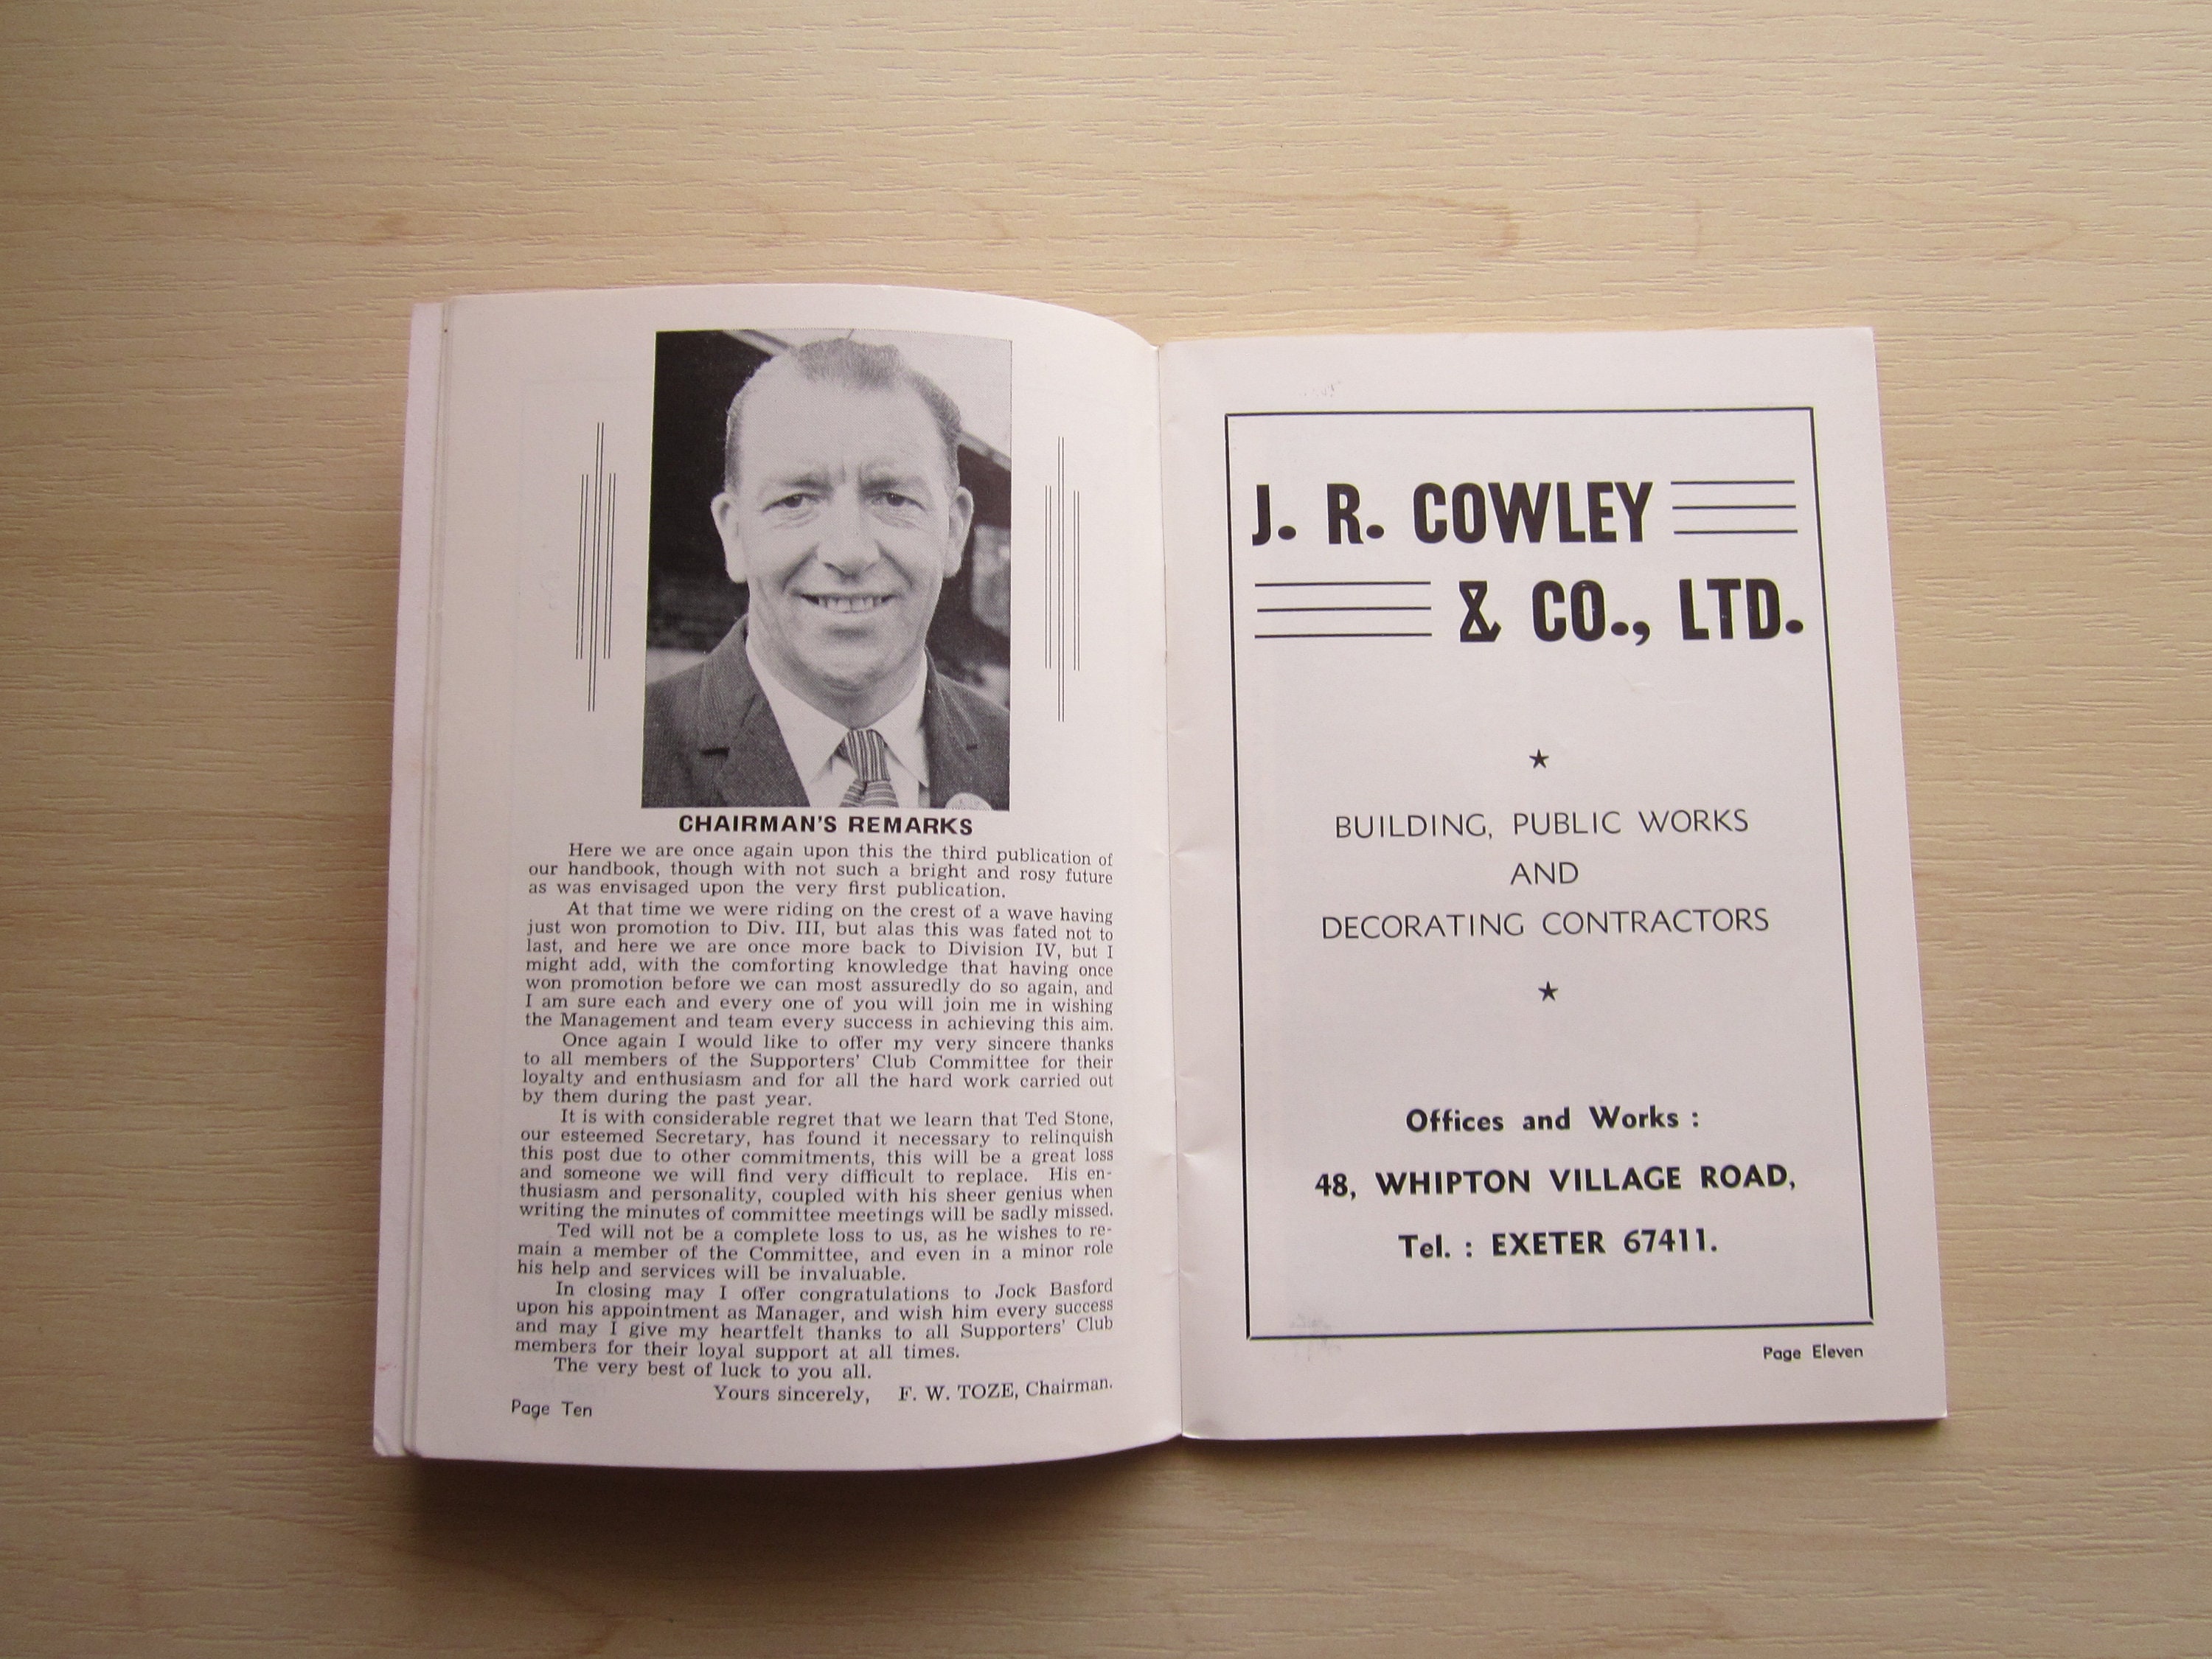 CHAIRMAN'S REMARKS
Here we are once again upon this the third publication of
our handbook, though with not such a bright and rosy future
as was envisaged upon the very first publication.
At that time we were riding on the crest of a wave having
just won promotion to Div. III, but alas this was fated not to
last, and here we are once more back to Division IV, but I
might add, with the comforting knowledge that having once
won promotion before we can most assuredly do so again, and
I am sure each and every one of you will join me in wishing
the Management and team every success in achieving this aim.
Once again I would like to offer my very sincere thanks
to all members of the Supporters' Club Committee for their
loyalty and enthusiasm and for all the hard work carried out
by them during the past year.
It is with considerable regret that we learn that Ted Stone,
our esteemed Secretary, has found it necessary to relinquish
this post due to other commitments, this will be a great loss
and someone we will find very difficult to replace. His en-
thusiasm and personality, coupled with his sheer genius when
writing the minutes of committee meetings will be sadly missed.
Ted will not be a complete loss to us, as he wishes to re-
main a member of the Committee, and even in a minor role
his help and services will be invaluable.
In closing may I offer congratulations to Jock Basford
upon his appointment as Manager, and wish him every success
and may I give my heartfelt thanks to all Supporters' Club
members for their loyal support at all times.
The very best of luck to you all.
Yours sincerely, F. W. TOZE, Chairman.
Page Ten
J. R. COWLEY
& CO., LTD.
BUILDING, PUBLIC WORKS
AND
DECORATING CONTRACTORS
Offices and Works :
48, WHIPTON VILLAGE ROAD,
Tel. : EXETER 67411.
Page Eleven